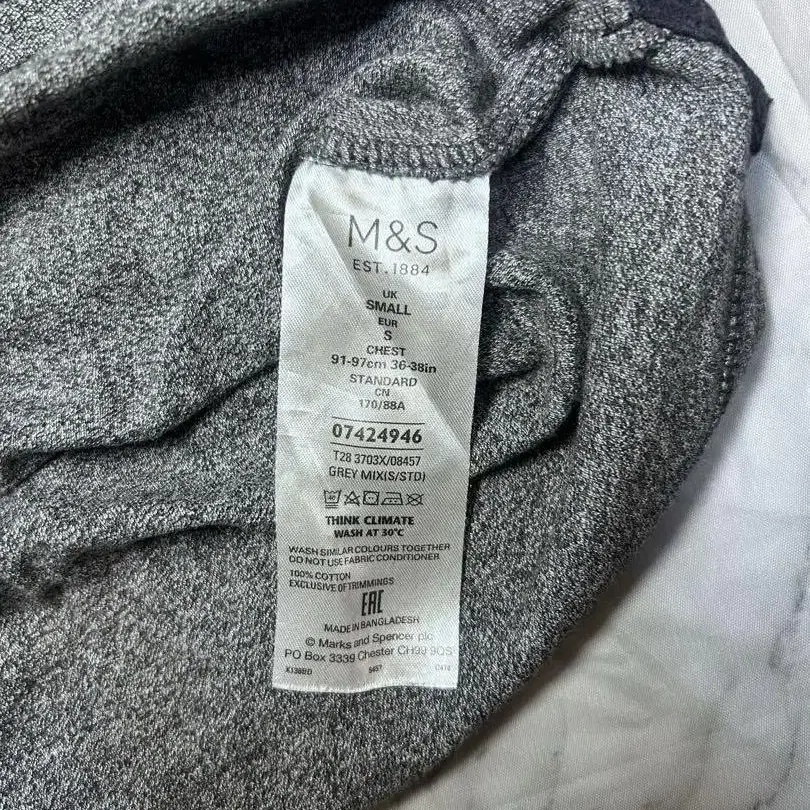 M&S
EST. 1884
UK
SMALL
EUR
S
CHEST
91-97cm 36-38in
STANDARD
CN
170/88A
07424946
T28 3703X/08457
GREY MIX(S/STD)
THINK CLIMATE
WASH AT 30°C
WASH SIMILAR COLOURS TOGETHER
DO NOT USE FABRIC CONDITIONER
100% COTTON
EXCLUSIVE OF TRIMMINGS
EAC
MADE IN BANGLADESH
© Marks and Spencer plc
PO Box 3339 Chester CH99 9QS